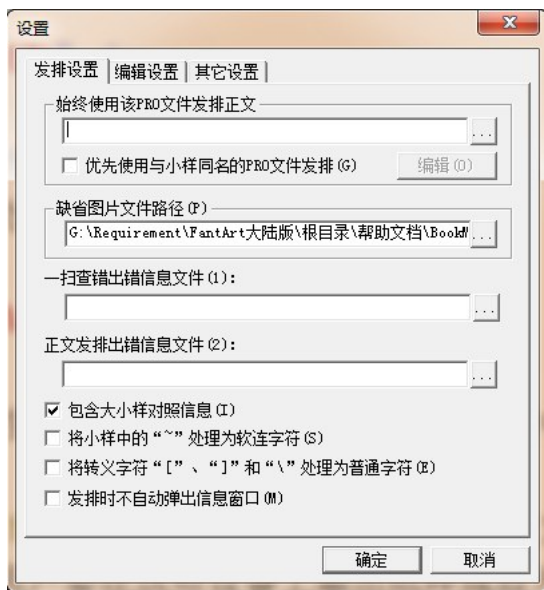 设置
发排设置 编辑设置 其它设置
始终使用该PRO文件发排正文
...
优先使用与小样同名的PRO文件发排(G) 编辑(O)
缺省图片文件路径(P)
G:\Requirement\FantArt大陆版\根目录\帮助文档\BookM ...
一扫查错出错信息文件(1):
...
正文发排出错信息文件(2):
...
包含大小样对照信息(I)
将小样中的“~”处理为软连字符(S)
将转义字符“[”、“]”和“\”处理为普通字符(E)
发排时不自动弹出信息窗口(M)
确定 取消